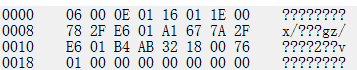 0000 06 00 0E 01 16 01 1E 00 ????????
0008 78 2F E6 01 A1 67 7A 2F x/???gz/
0010 E6 01 B4 AB 32 18 00 76 ????2??v
0018 01 00 00 00 00 00 00 00 ????????